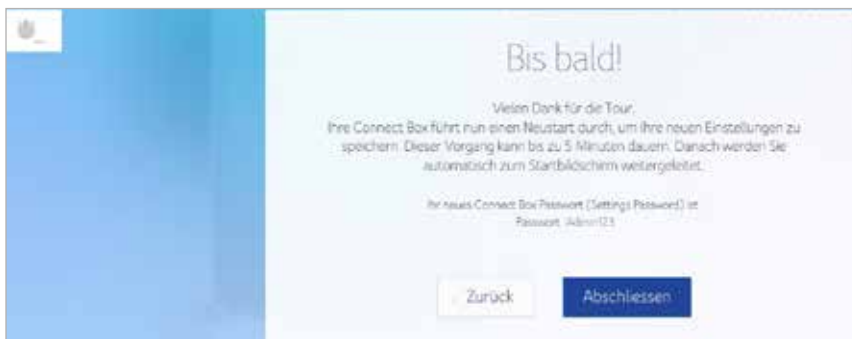 Bis bald!
Vielen Dank für die Tour.
Ihre Connect Box führt nun einen Neustart durch, um Ihre neuen Einstellungen zu
speichern. Dieser Vorgang kann bis zu 5 Minuten dauern. Danach werden Sie
automatisch zum Startbildschirm weitergeleitet.
Ihr neues Connect Box Passwort (Settings Password) ist
Passwort: Admin123
Zurück
Abschliessen